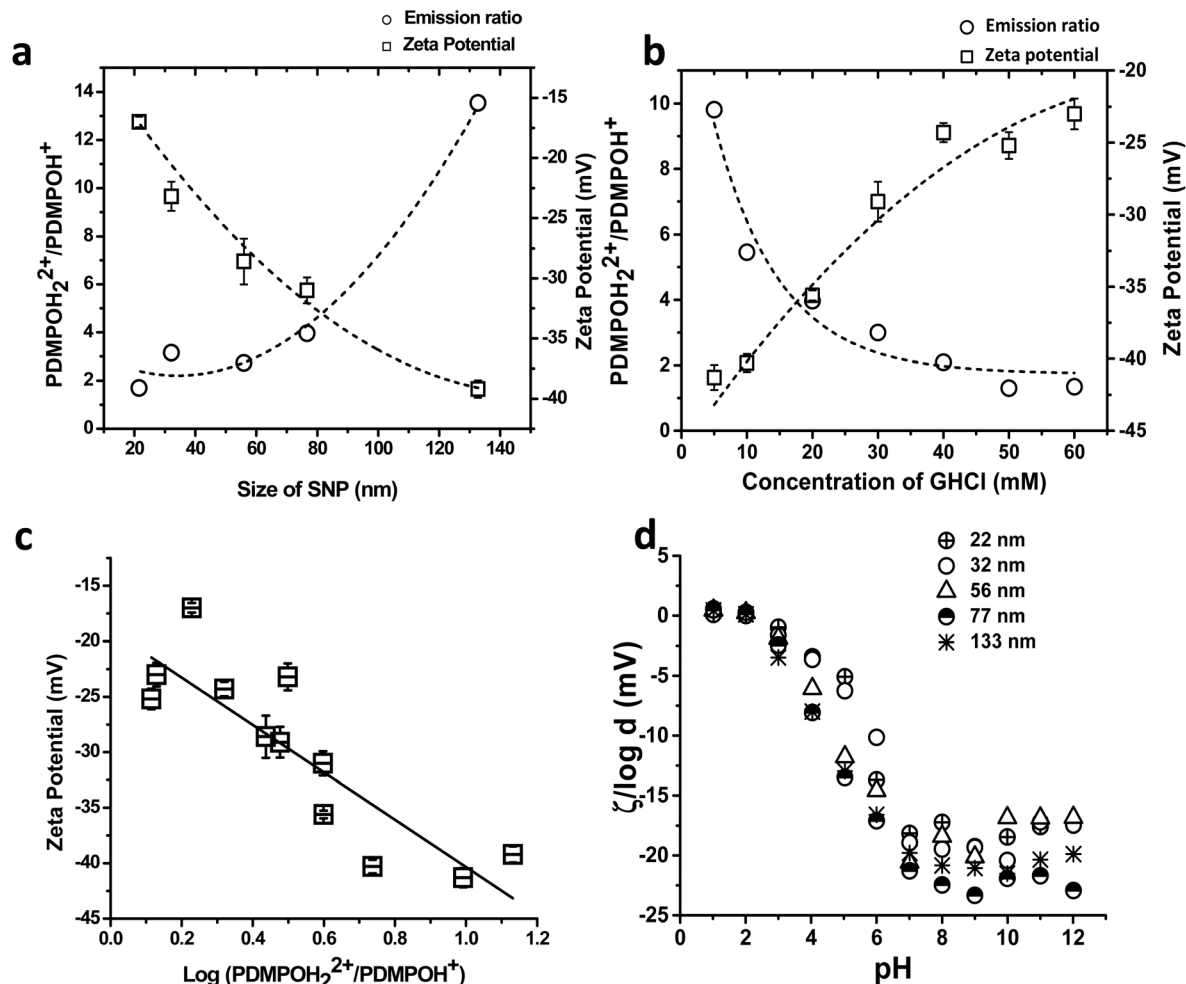 a
Emission ratio
Zeta Potential
PDMPOH₂²⁺/PDMPOH⁺
14
12
10
8
6
4
2
0
20 40 60 80 100 120 140
Size of SNP (nm)
-15
-20
-25
-30
-35
-40
Zeta Potential (mV)
b
Emission ratio
Zeta potential
PDMPOH₂²⁺/PDMPOH⁺
10
8
6
4
2
0
0 10 20 30 40 50 60
Concentration of GHCl (mM)
-20
-25
-30
-35
-40
-45
Zeta Potential (mV)
c
Zeta Potential (mV)
-15
-20
-25
-30
-35
-40
-45
0.0 0.2 0.4 0.6 0.8 1.0 1.2
Log (PDMPOH₂²⁺/PDMPOH⁺)
d
22 nm
32 nm
56 nm
77 nm
133 nm
ζ/log d (mV)
5
0
-5
-10
-15
-20
-25
0 2 4 6 8 10 12
pH